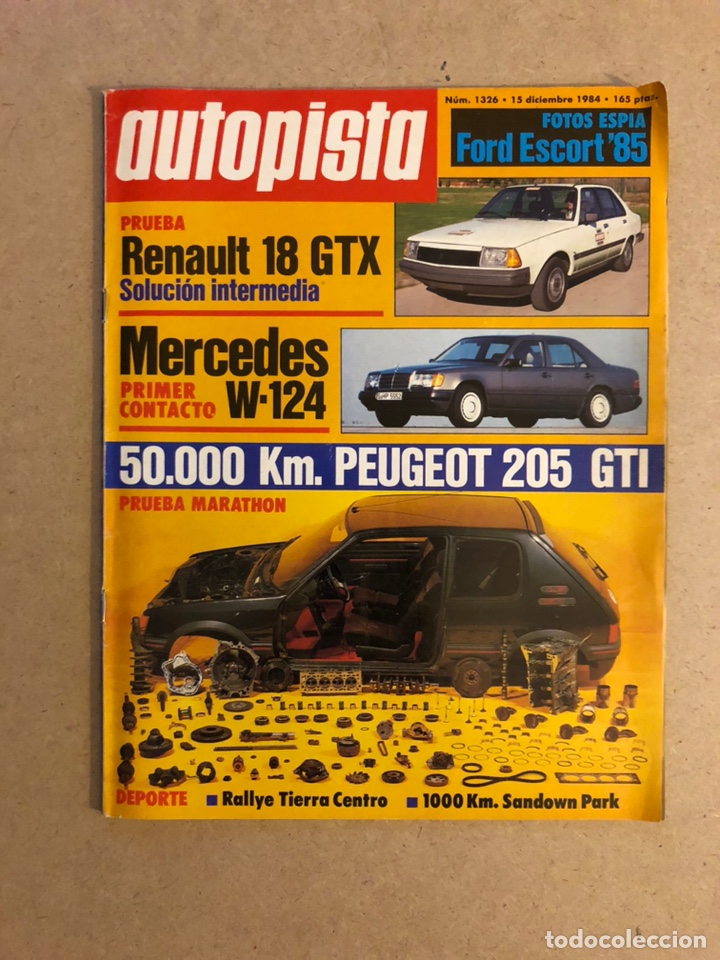 autopista
Núm. 1326 • 15 diciembre 1984 • 165 ptas.
FOTOS ESPIA
Ford Escort '85
PRUEBA
Renault 18 GTX
Solución intermedia
Mercedes
PRIMER
CONTACTO
W-124
50.000 Km. PEUGEOT 205 GTI
PRUEBA MARATHON
DEPORTE ■ Rallye Tierra Centro ■ 1000 Km. Sandown Park
todocoleccion